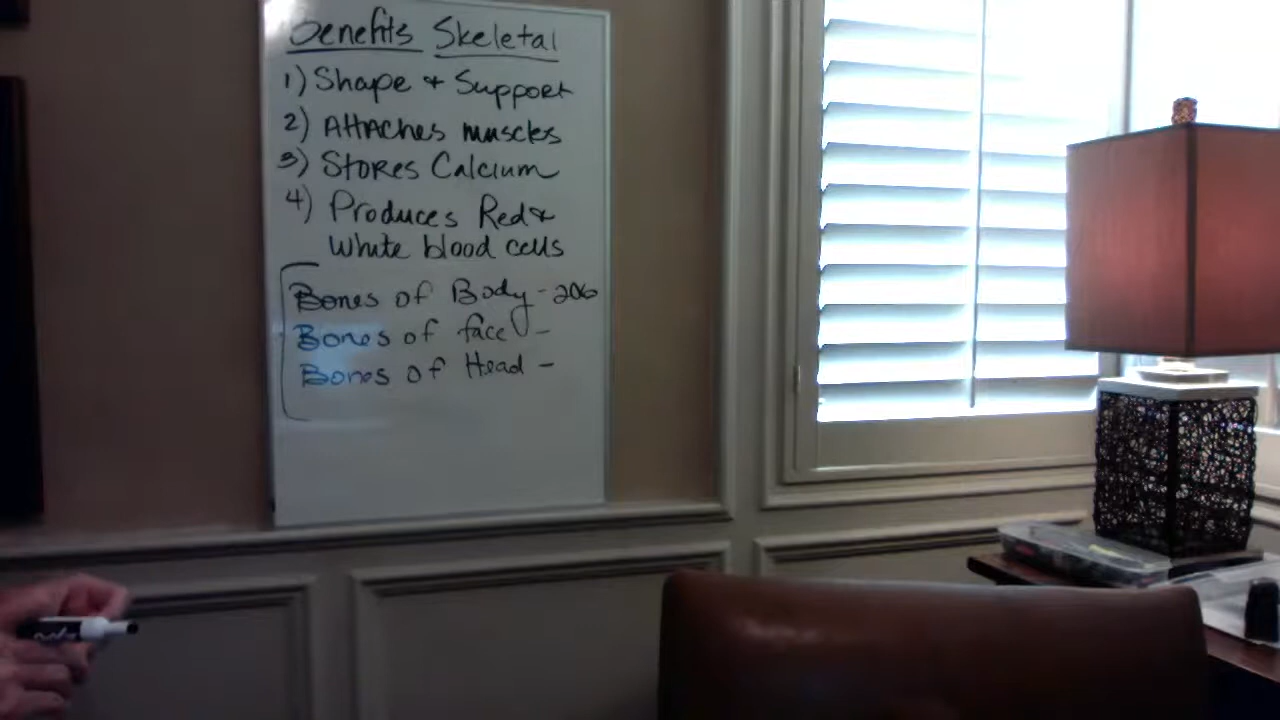 Benefits Skeletal
1) Shape & Support
2) Attaches muscles
3) Stores Calcium
4) Produces Red &
White blood cells
Bones of Body - 206
Bones of face -
Bones of Head -